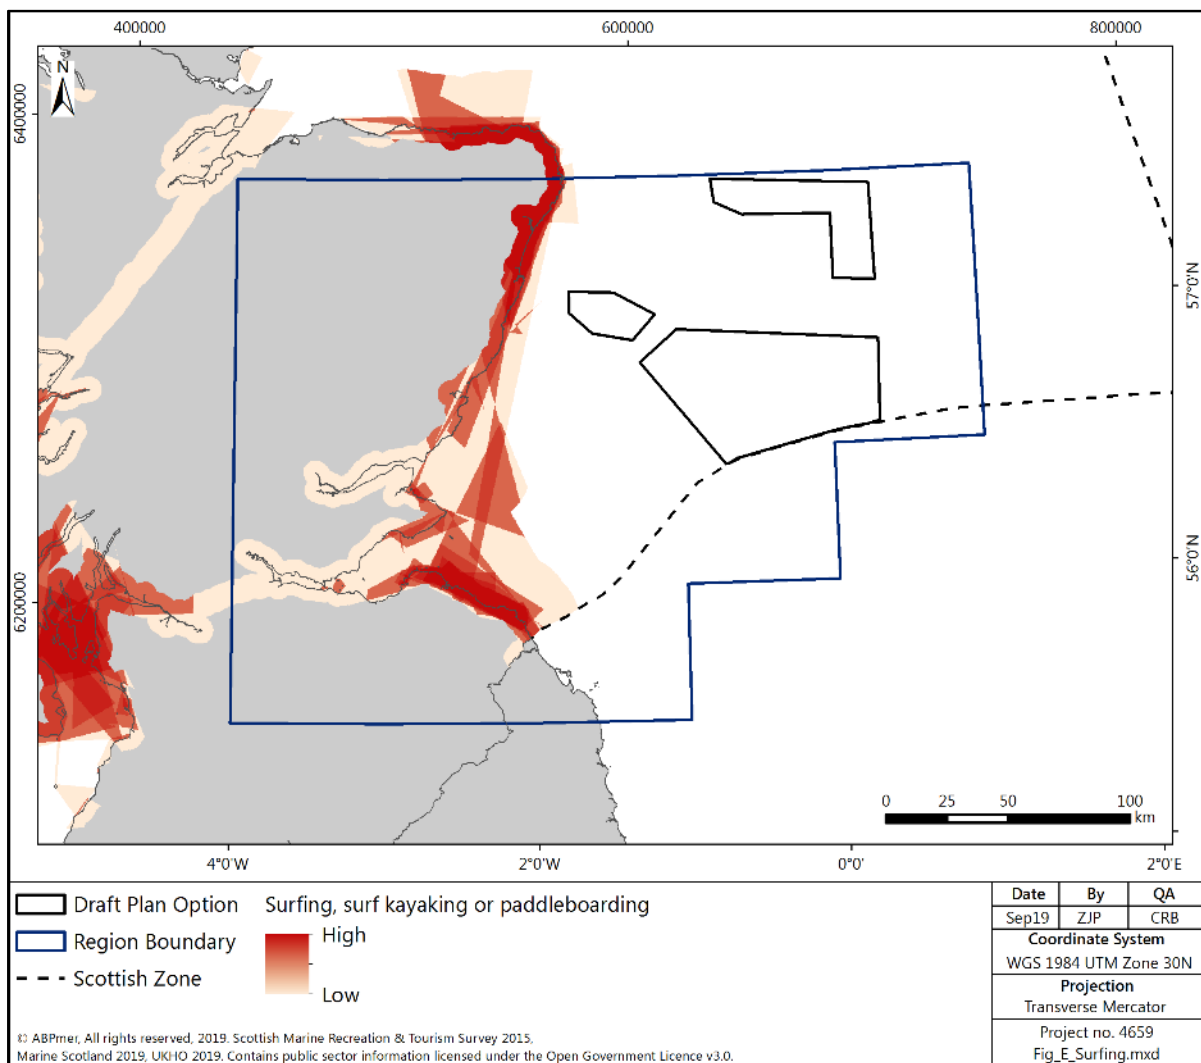 400000 600000 800000
N
6400000
6200000
57°0'N
56°0'N
0 25 50 100
km
4°0'W 2°0'W 0°0' 2°0'E
Draft Plan Option
Region Boundary
Scottish Zone
Surfing, surf kayaking or paddleboarding
High
Low
Date By QA
Sep19 ZJP CRB
Coordinate System
WGS 1984 UTM Zone 30N
Projection
Transverse Mercator
Project no. 4659
Fig_E_Surfing.mxd
© ABPmer, All rights reserved, 2019. Scottish Marine Recreation & Tourism Survey 2015,
Marine Scotland 2019, UKHO 2019. Contains public sector information licensed under the Open Government Licence v3.0.